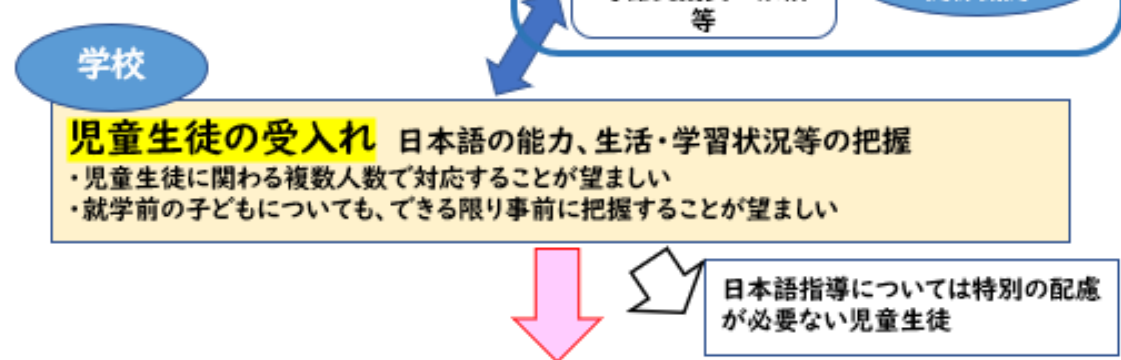 等
学校
児童生徒の受入れ 日本語の能力、生活・学習状況等の把握
・児童生徒に関わる複数人数で対応することが望ましい
・就学前の子どもについても、できる限り事前に把握することが望ましい
日本語指導については特別の配慮
が必要ない児童生徒